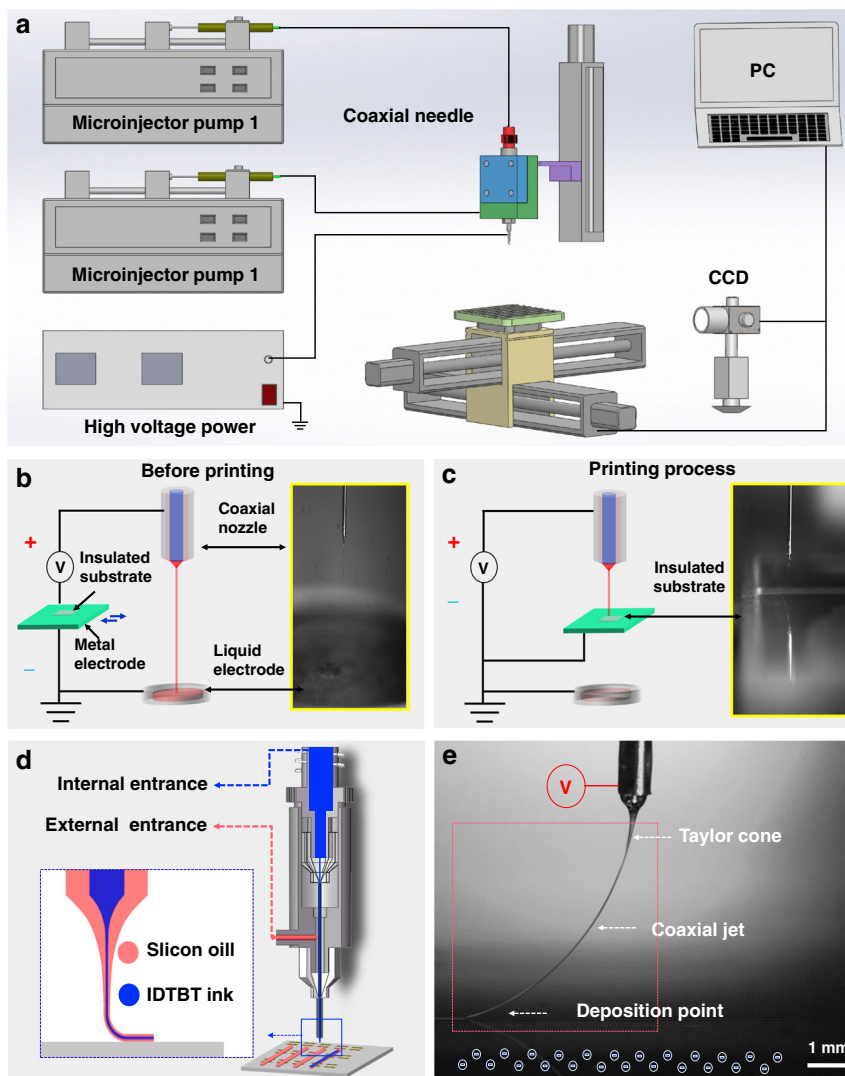 a
Microinjector pump 1
Coaxial needle
PC
Microinjector pump 1
CCD
High voltage power
b
Before printing
+
V
Insulated
substrate
Metal
electrode
–
Coaxial
nozzle
Liquid
electrode
c
Printing process
+
V
–
Insulated
substrate
d
Internal entrance
External entrance
Slicon oill
IDTBT ink
e
V
Taylor cone
Coaxial jet
Deposition point
1 mm